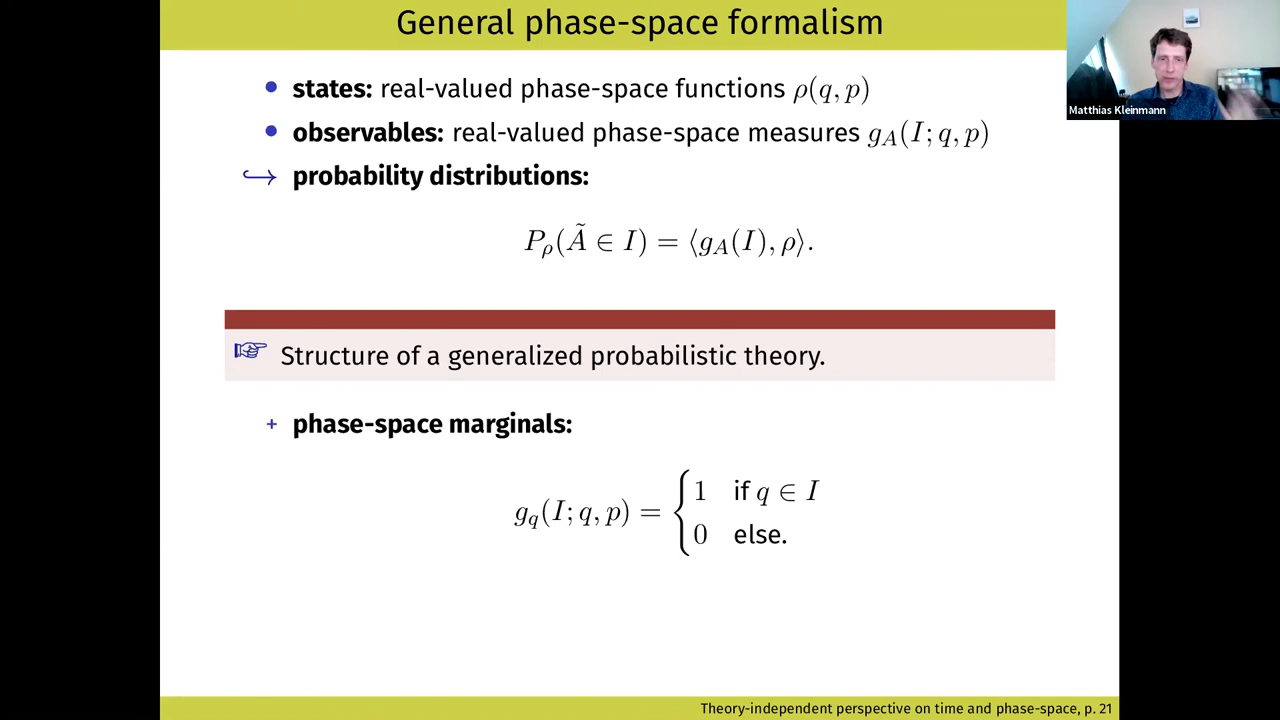 General phase-space formalism
Matthias Kleinmann
• states: real-valued phase-space functions ρ(q, p)
• observables: real-valued phase-space measures g_A(I; q, p)
↪ probability distributions:
P_ρ(Ã ∈ I) = ⟨g_A(I), ρ⟩.
☞ Structure of a generalized probabilistic theory.
+ phase-space marginals:
g_q(I; q, p) = { 1 if q ∈ I
0 else.
Theory-independent perspective on time and phase-space, p. 21